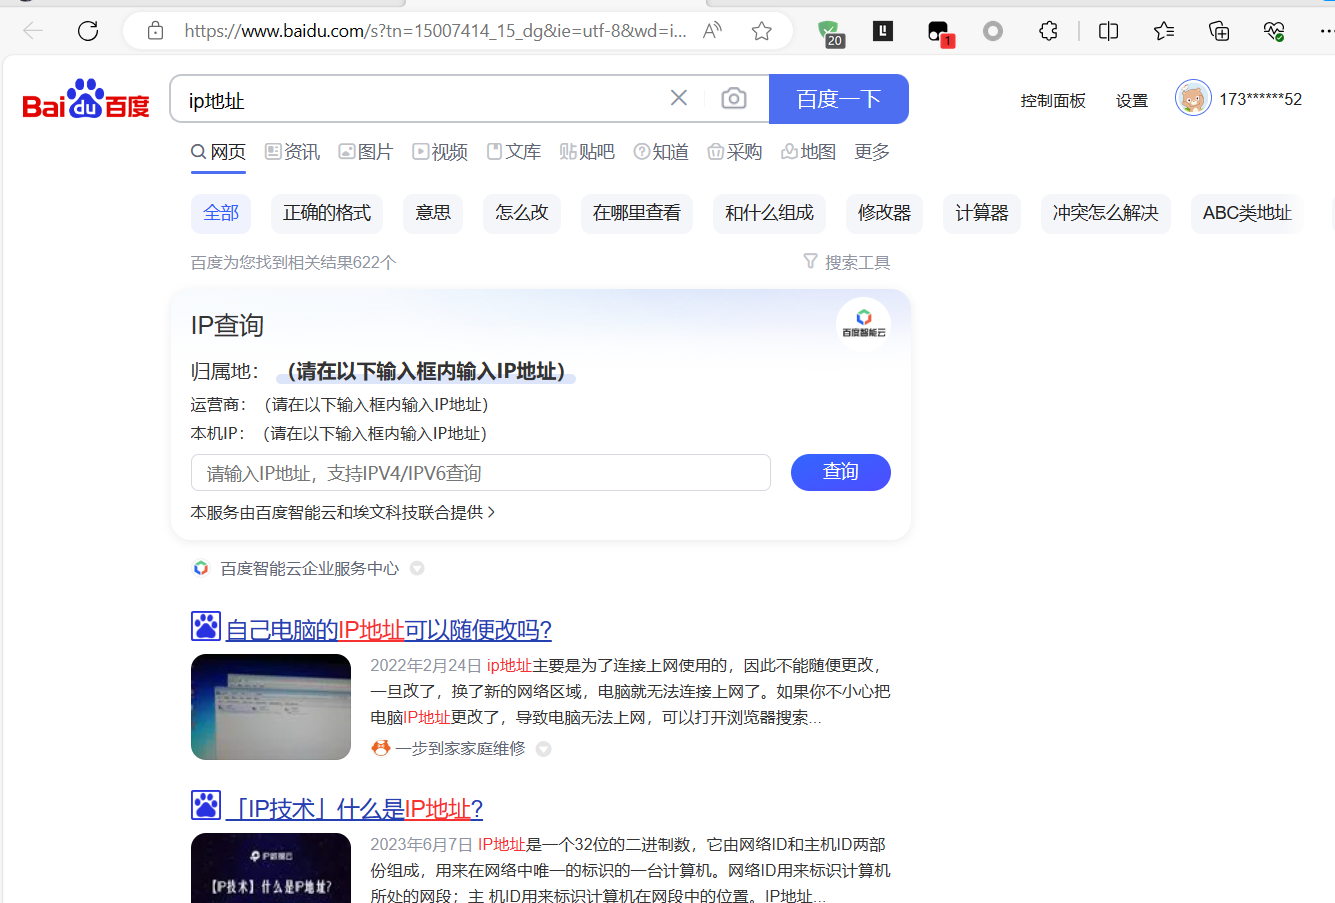 https://www.baidu.com/s?tn=15007414_15_dg&ie=utf-8&wd=i...
20
1
Bai du 百度
ip地址
百度一下
控制面板
设置
173******52
网页
资讯
图片
视频
文库
贴吧
知道
采购
地图
更多
全部
正确的格式
意思
怎么改
在哪里查看
和什么组成
修改器
计算器
冲突怎么解决
ABC类地址
百度为您找到相关结果622个
搜索工具
IP查询
百度智能云
归属地： （请在以下输入框内输入IP地址）
运营商： （请在以下输入框内输入IP地址）
本机IP： （请在以下输入框内输入IP地址）
请输入IP地址，支持IPV4/IPV6查询
查询
本服务由百度智能云和埃文科技联合提供
百度智能云企业服务中心
自己电脑的IP地址可以随便改吗?
2022年2月24日 ip地址主要是为了连接上网使用的，因此不能随便更改，
一旦改了，换了新的网络区域，电脑就无法连接上网了。如果你不小心把
电脑IP地址更改了，导致电脑无法上网，可以打开浏览器搜索...
一步到家家庭维修
「IP技术」什么是IP地址?
2023年6月7日 IP地址是一个32位的二进制数，它由网络ID和主机ID两部
份组成，用来在网络中唯一的标识的一台计算机。网络ID用来标识计算机
所处的网段；主 机ID用来标识计算机在网段中的位置。IP地址...
【IP技术】什么是IP地址?